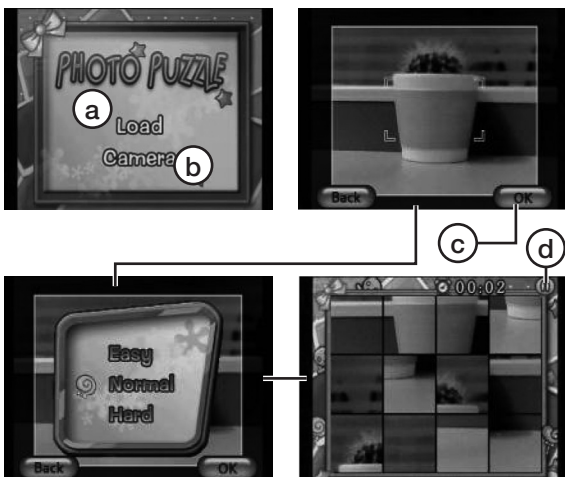 PHOTO PUZZLE
a
Load
Camera
b
Back
OK
c
d
Easy
Normal
Hard
Back
OK
00:02